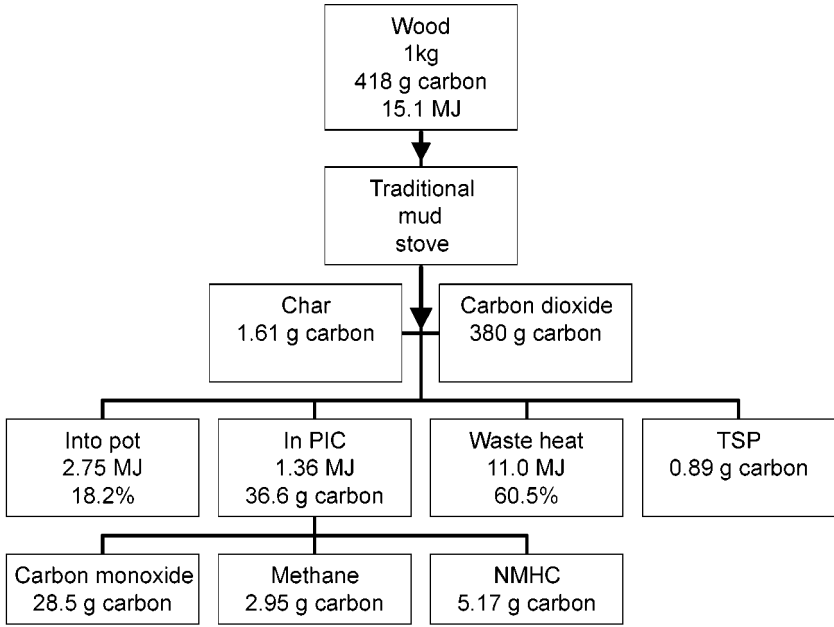 Wood
1kg
418 g carbon
15.1 MJ
Traditional
mud
stove
Char
1.61 g carbon
Carbon dioxide
380 g carbon
Into pot
2.75 MJ
18.2%
In PIC
1.36 MJ
36.6 g carbon
Waste heat
11.0 MJ
60.5%
TSP
0.89 g carbon
Carbon monoxide
28.5 g carbon
Methane
2.95 g carbon
NMHC
5.17 g carbon